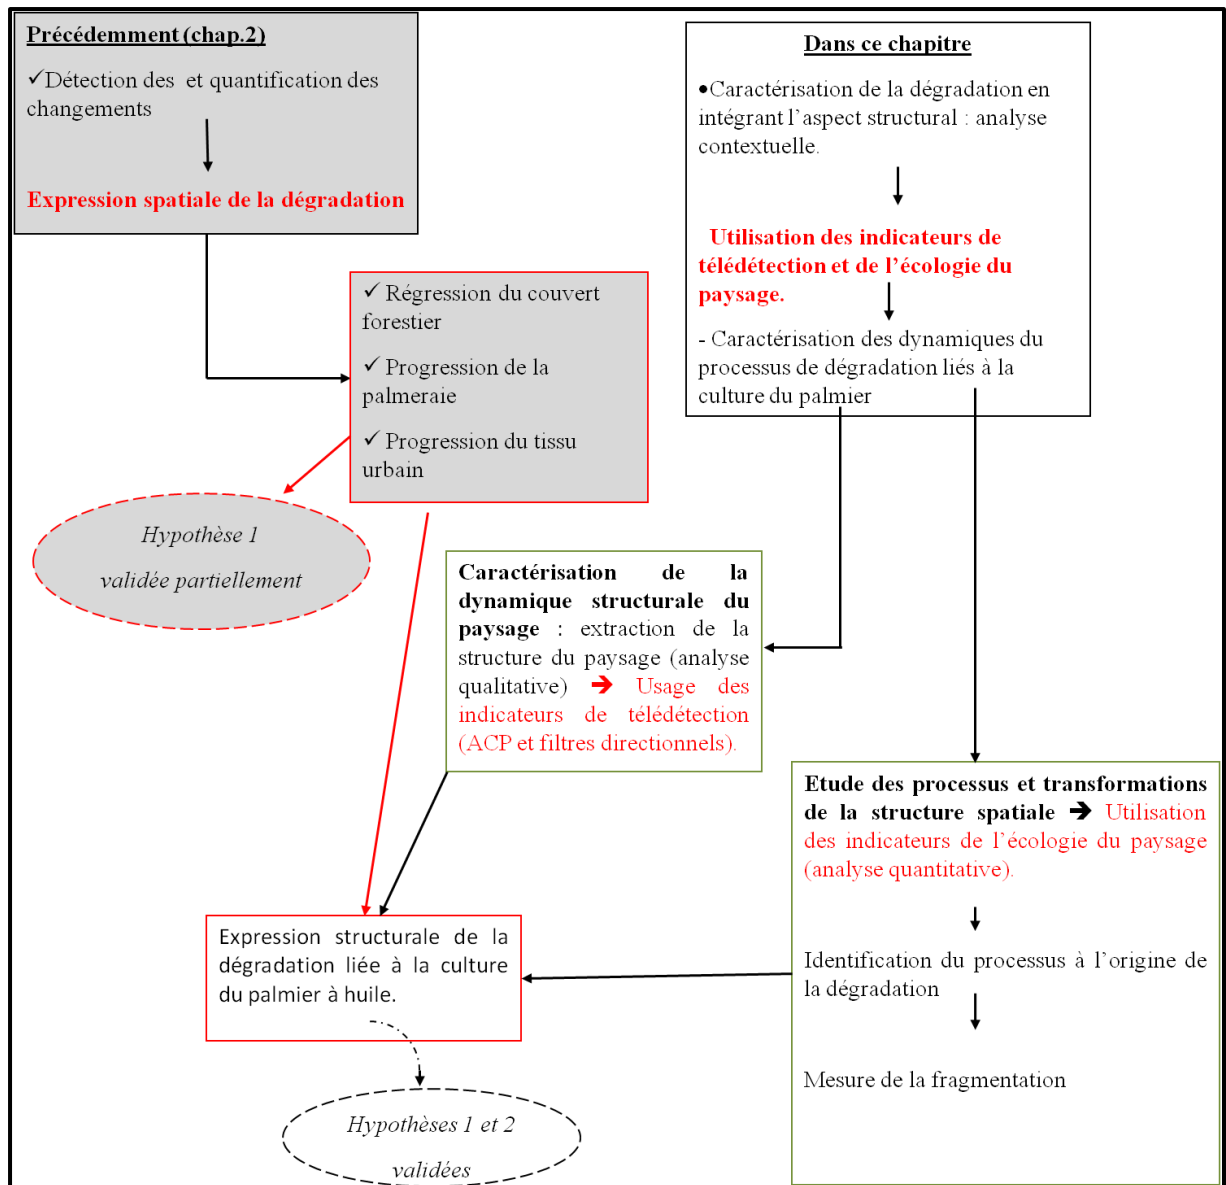 Précédemment (chap.2)
✓Détection des et quantification des
changements
Expression spatiale de la dégradation
Dans ce chapitre
•Caractérisation de la dégradation en
intégrant l’aspect structural : analyse
contextuelle.
Utilisation des indicateurs de
télédétection et de l’écologie du
paysage.
- Caractérisation des dynamiques du
processus de dégradation liés à la
culture du palmier
✓ Régression du couvert
forestier
✓ Progression de la
palmeraie
✓ Progression du tissu
urbain
Hypothèse 1
validée partiellement
Caractérisation de la
dynamique structurale du
paysage : extraction de la
structure du paysage (analyse
qualitative) ➔ Usage des
indicateurs de télédétection
(ACP et filtres directionnels).
Etude des processus et transformations
de la structure spatiale ➔ Utilisation
des indicateurs de l’écologie du paysage
(analyse quantitative).
Identification du processus à l’origine de
la dégradation
Mesure de la fragmentation
Expression structurale de la
dégradation liée à la culture
du palmier à huile.
Hypothèses 1 et 2
validées